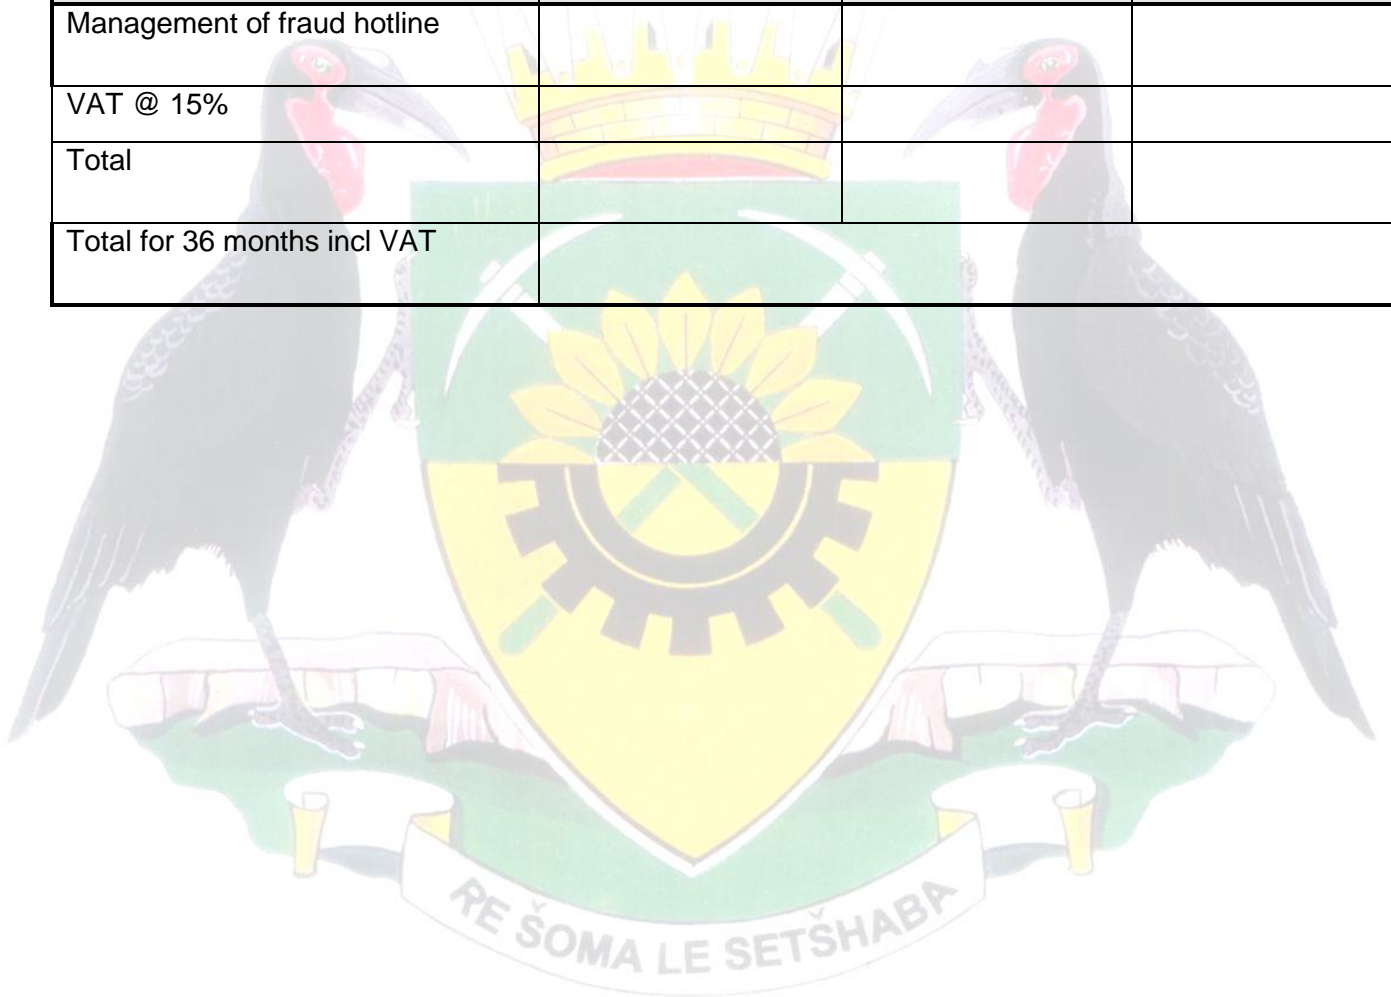 Management of fraud hotline
VAT @ 15%
Total
Total for 36 months incl VAT
RE ŠOMA LE SETŠHABA